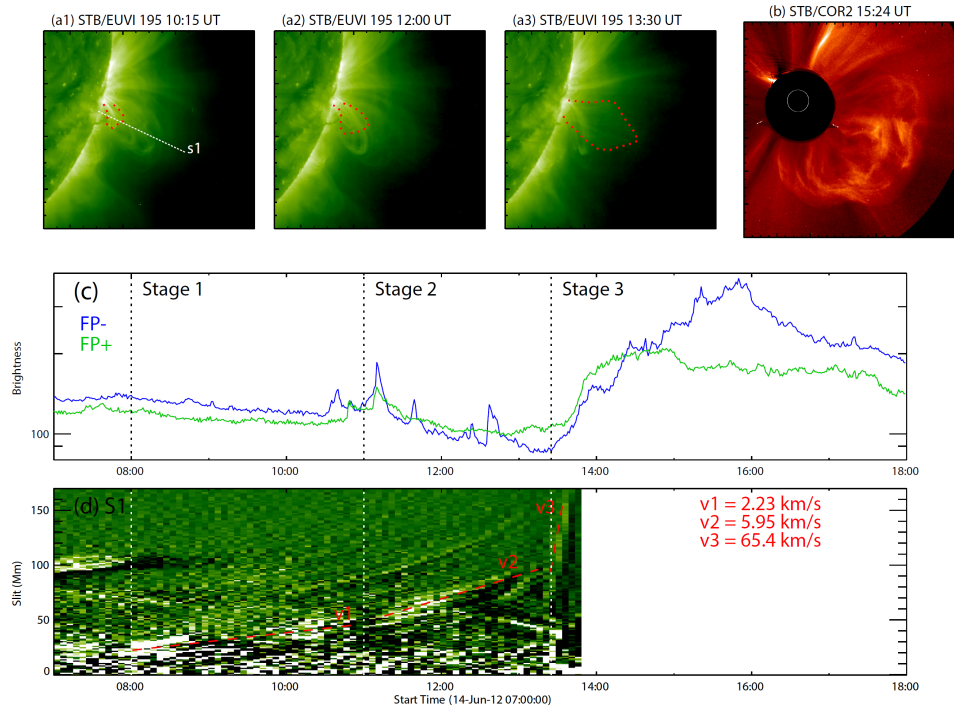 (a1) STB/EUVI 195 10:15 UT
(a2) STB/EUVI 195 12:00 UT
(a3) STB/EUVI 195 13:30 UT
(b) STB/COR2 15:24 UT
s1
(c)
Stage 1
Stage 2
Stage 3
FP-
FP+
Brightness
100
08:00
10:00
12:00
14:00
16:00
18:00
(d) S1
v1
v2
v3
v1 = 2.23 km/s
v2 = 5.95 km/s
v3 = 65.4 km/s
Slit (Mm)
150
100
50
0
08:00
10:00
12:00
14:00
16:00
18:00
Start Time (14-Jun-12 07:00:00)